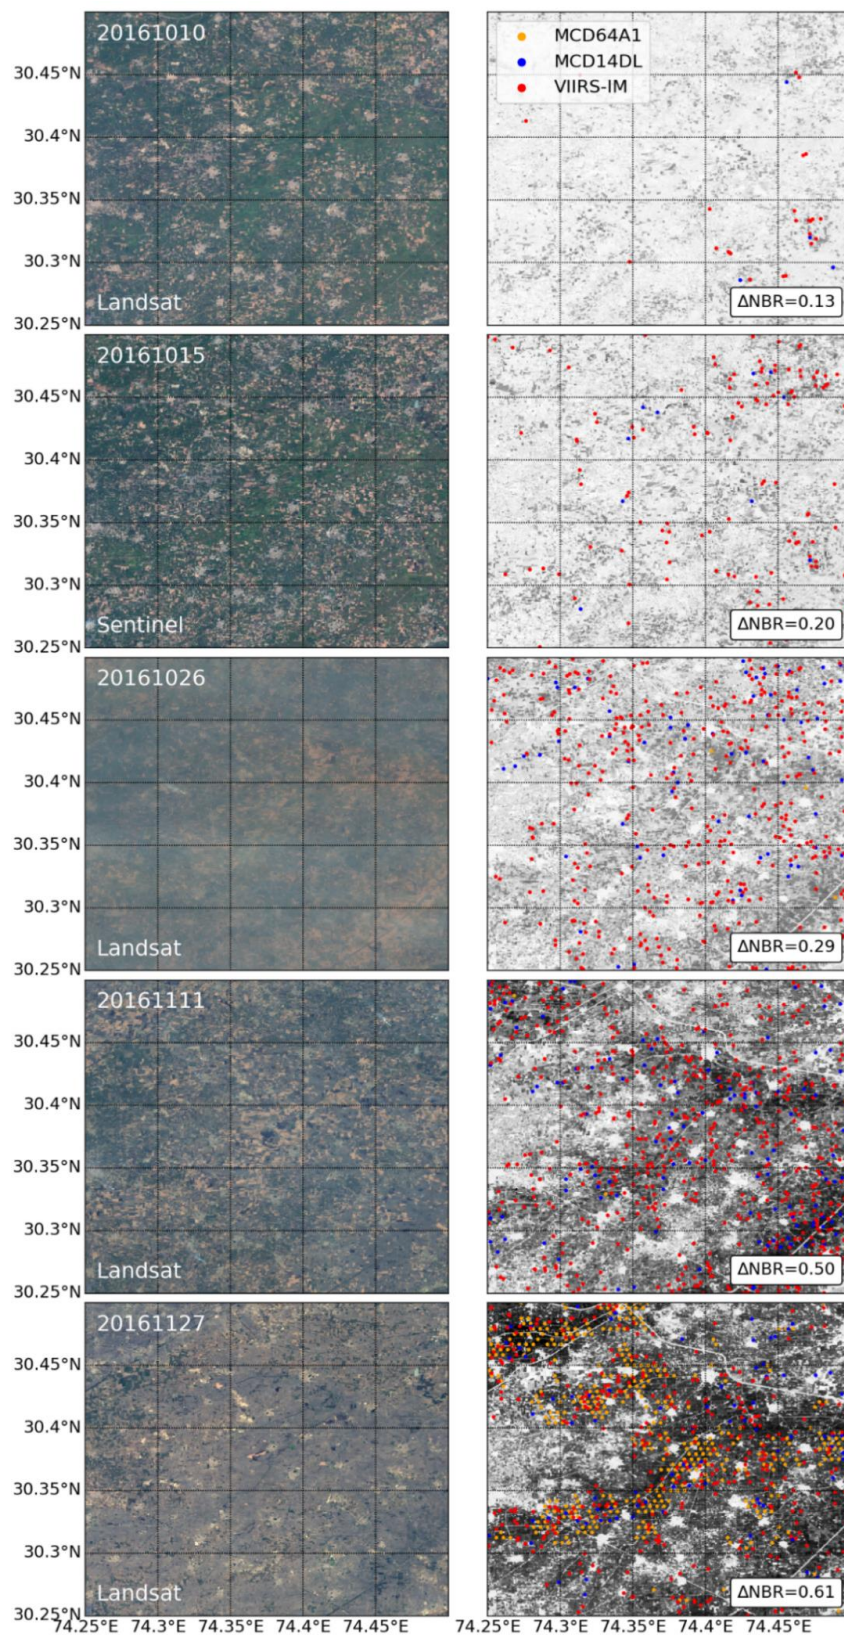 20161010
30.45°N
30.4°N
30.35°N
30.3°N
30.25°N
Landsat
MCD64A1
MCD14DL
VIIRS-IM
ΔNBR=0.13
20161015
30.45°N
30.4°N
30.35°N
30.3°N
30.25°N
Sentinel
ΔNBR=0.20
20161026
30.45°N
30.4°N
30.35°N
30.3°N
30.25°N
Landsat
ΔNBR=0.29
20161111
30.45°N
30.4°N
30.35°N
30.3°N
30.25°N
Landsat
ΔNBR=0.50
20161127
30.45°N
30.4°N
30.35°N
30.3°N
30.25°N
Landsat
ΔNBR=0.61
74.25°E 74.3°E 74.35°E 74.4°E 74.45°E 74.25°E 74.3°E 74.35°E 74.4°E 74.45°E